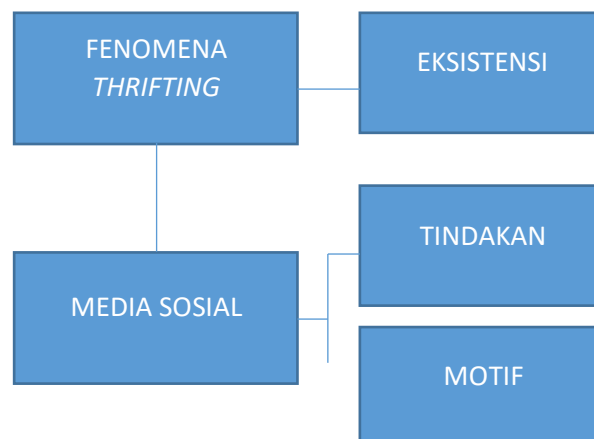 FENOMENA
THRIFTING
EKSISTENSI
MEDIA SOSIAL
TINDAKAN
MOTIF